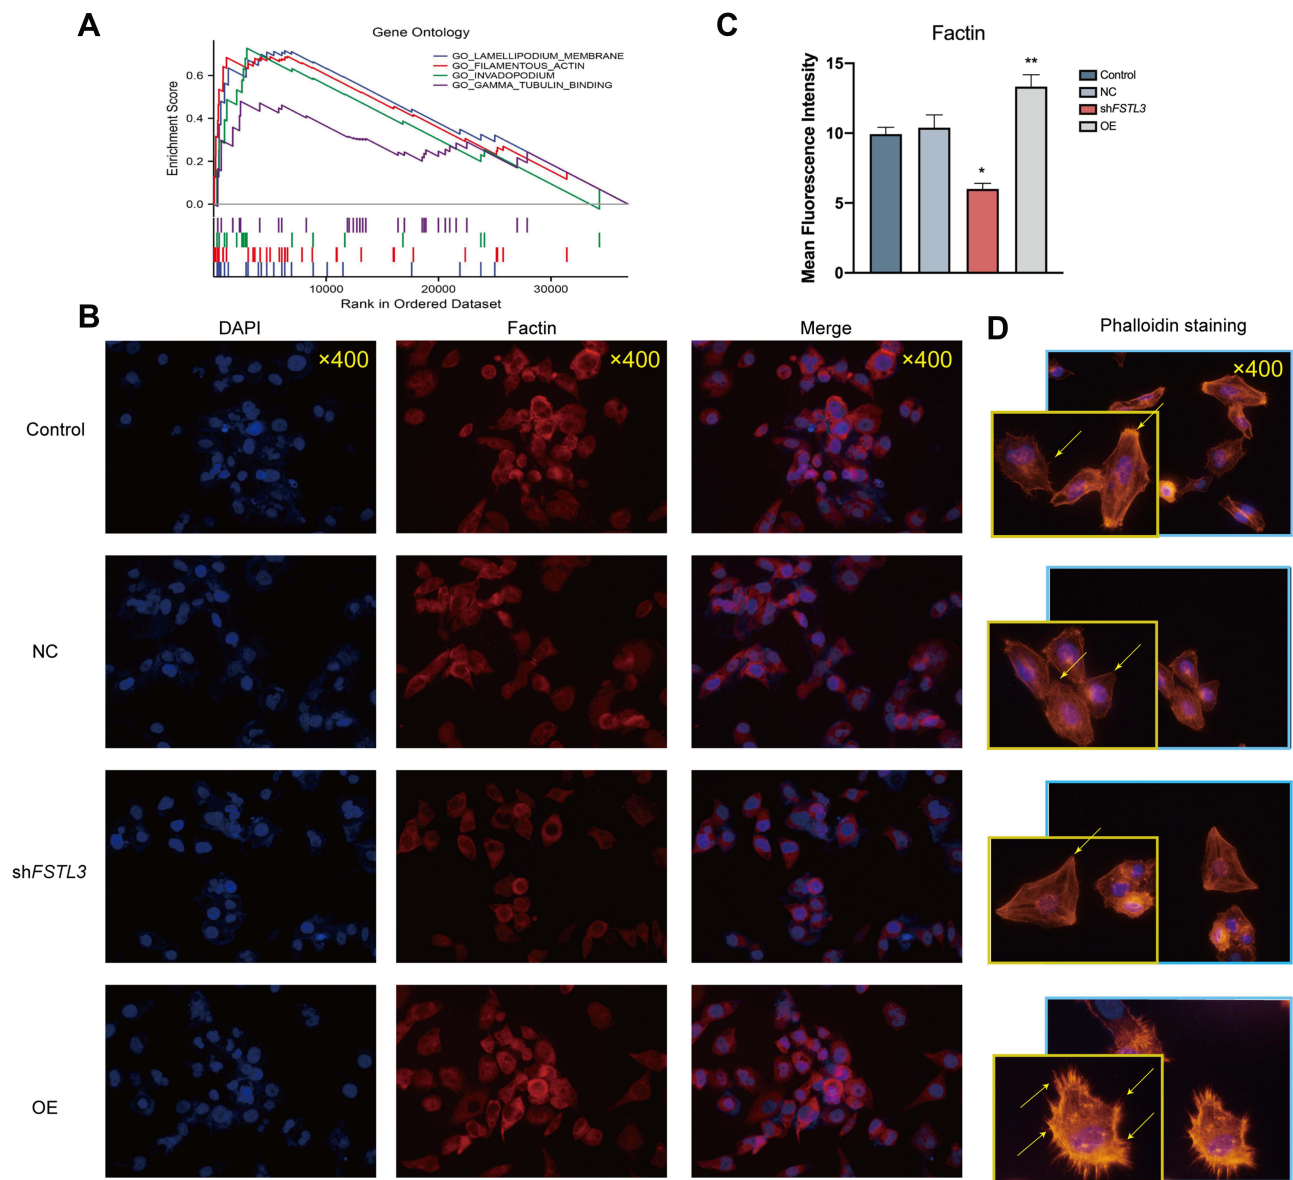 A
Gene Ontology
GO_LAMELLIPODIUM_MEMBRANE
GO_FILAMENTOUS_ACTIN
GO_INVADOPODIUM
GO_GAMMA_TUBULIN_BINDING
Enrichment Score
0.6
0.4
0.2
0.0
10000 20000 30000
Rank in Ordered Dataset
C
Factin
Mean Fluorescence Intensity
15
10
5
0
*
**
Control
NC
shFSTL3
OE
B
DAPI Factin Merge
×400 ×400 ×400
Control
NC
shFSTL3
OE
D
Phalloidin staining
×400